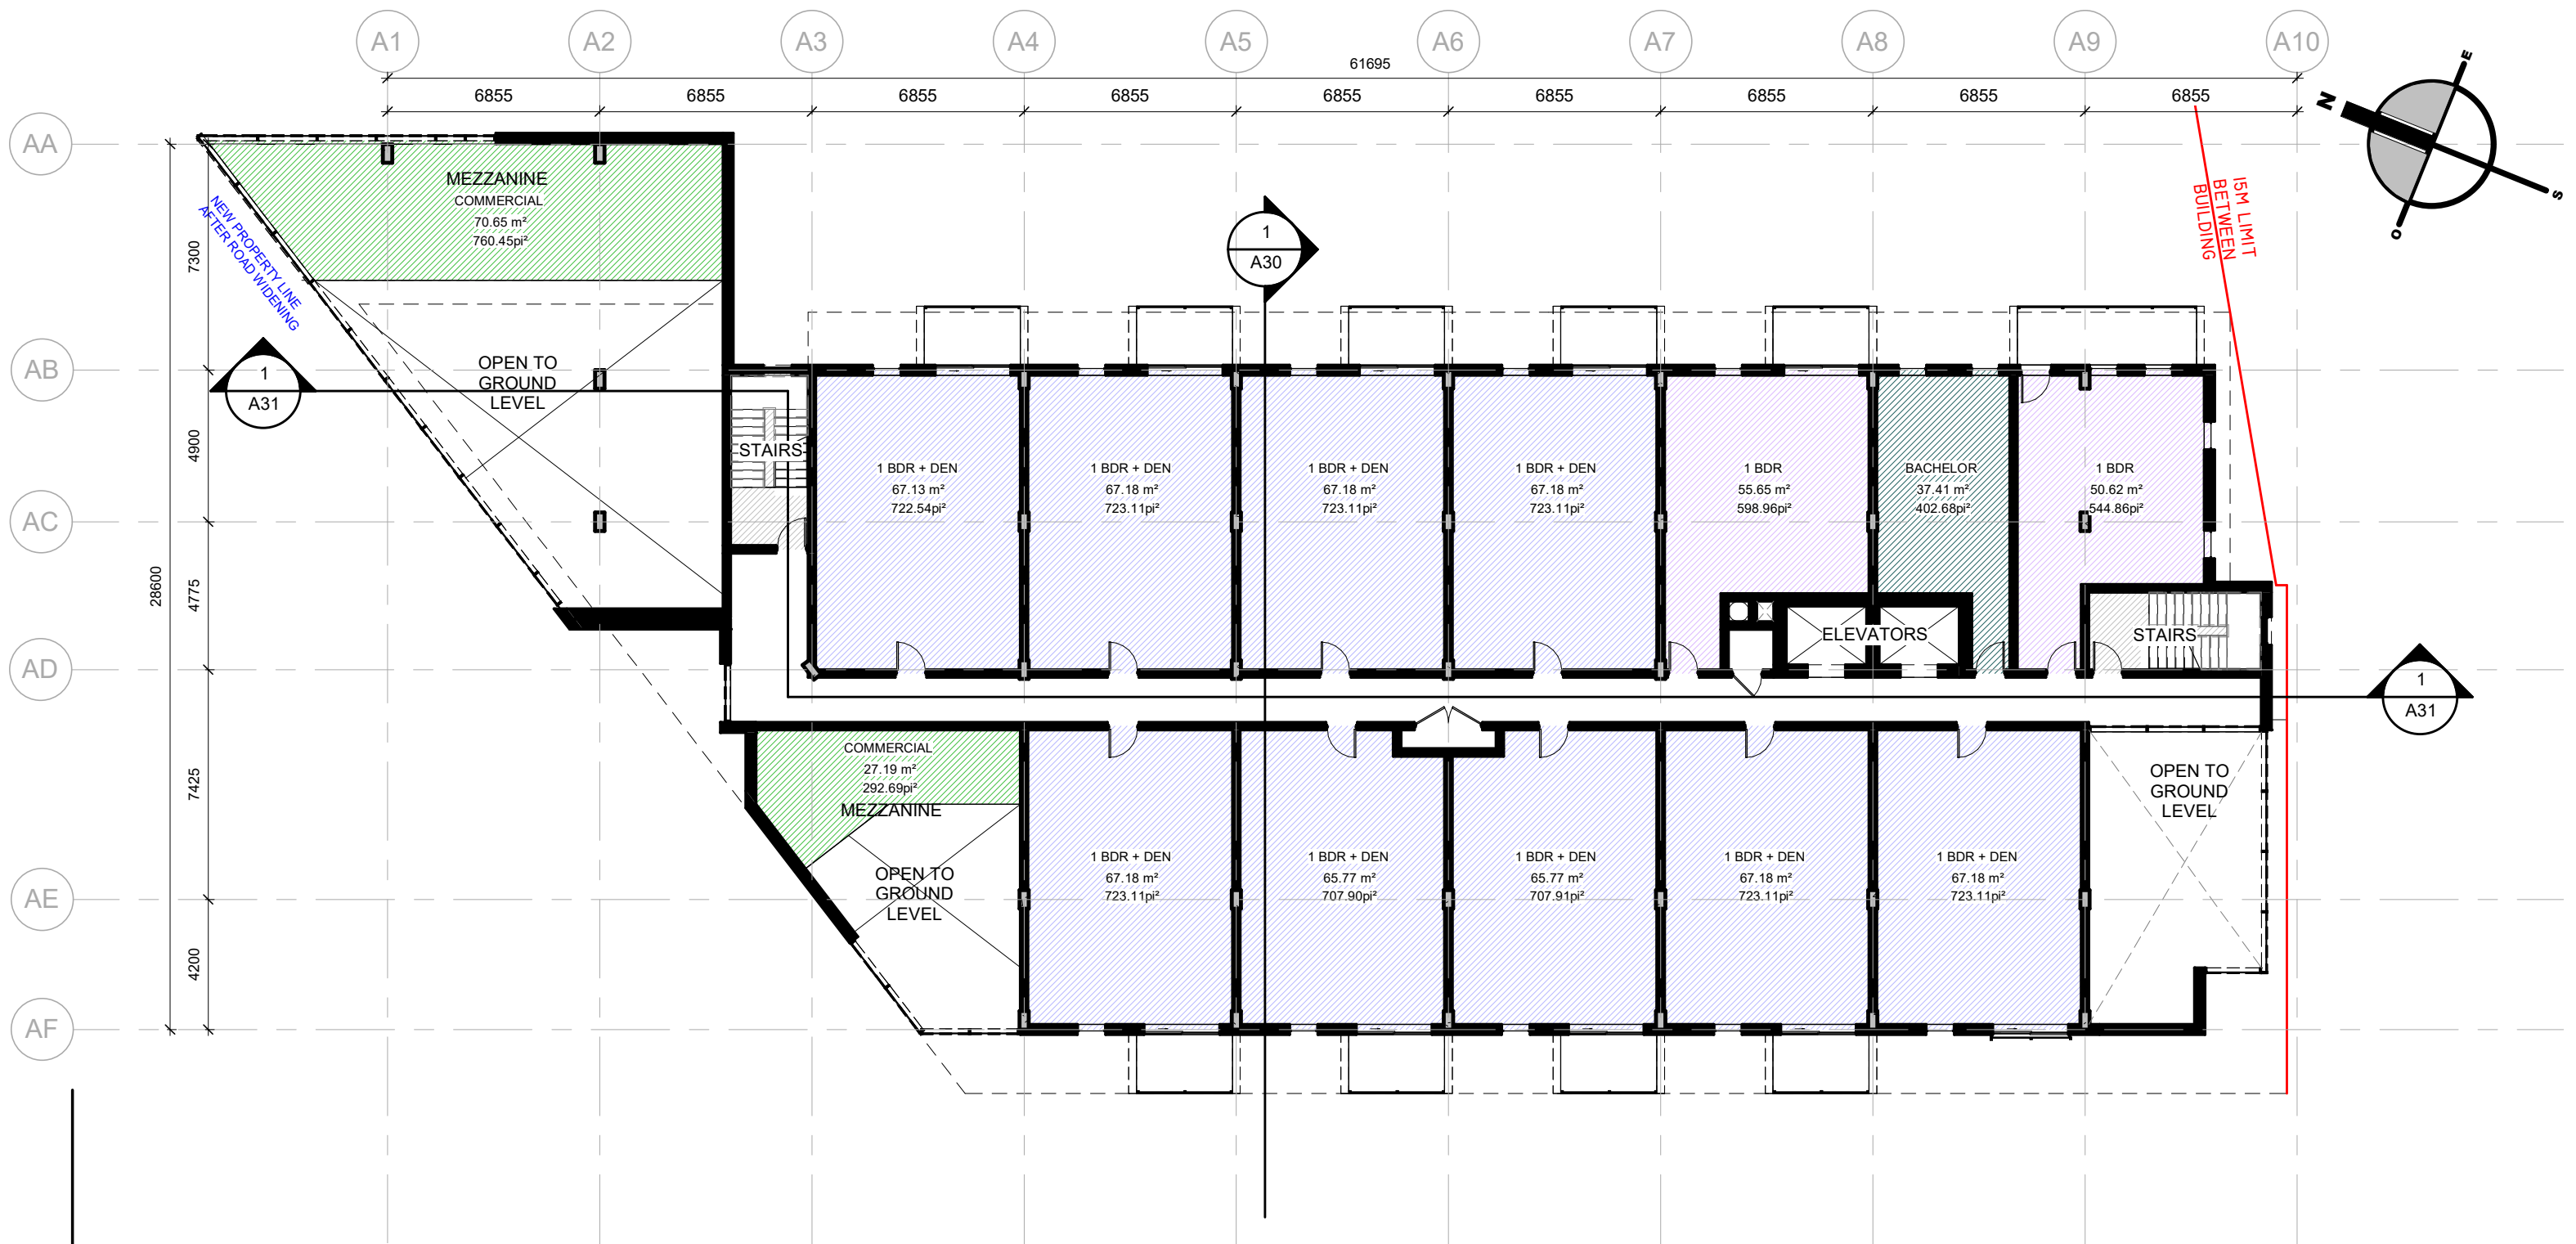 A1 A2 A3 A4 A5 A6 A7 A8 A9 A10
61695
6855 6855 6855 6855 6855 6855 6855 6855 6855
N
E
S
O
AA
AB
AC
AD
AE
AF
28600
7300
4900
4775
7425
4200
NEW PROPERTY LINE
AFTER ROAD WIDENING
15M LIMIT
BETWEEN
BUILDING
MEZZANINE
COMMERCIAL
70.65 m²
760.45pi²
OPEN TO
GROUND
LEVEL
1
A30
1
A31
STAIRS
1 BDR + DEN
67.13 m²
722.54pi²
1 BDR + DEN
67.18 m²
723.11pi²
1 BDR + DEN
67.18 m²
723.11pi²
1 BDR + DEN
67.18 m²
723.11pi²
1 BDR
55.65 m²
598.96pi²
BACHELOR
37.41 m²
402.68pi²
1 BDR
50.62 m²
544.86pi²
ELEVATORS
STAIRS
1
A31
COMMERCIAL
27.19 m²
292.69pi²
MEZZANINE
OPEN TO
GROUND
LEVEL
1 BDR + DEN
67.18 m²
723.11pi²
1 BDR + DEN
65.77 m²
707.90pi²
1 BDR + DEN
65.77 m²
707.91pi²
1 BDR + DEN
67.18 m²
723.11pi²
1 BDR + DEN
67.18 m²
723.11pi²
OPEN TO
GROUND
LEVEL